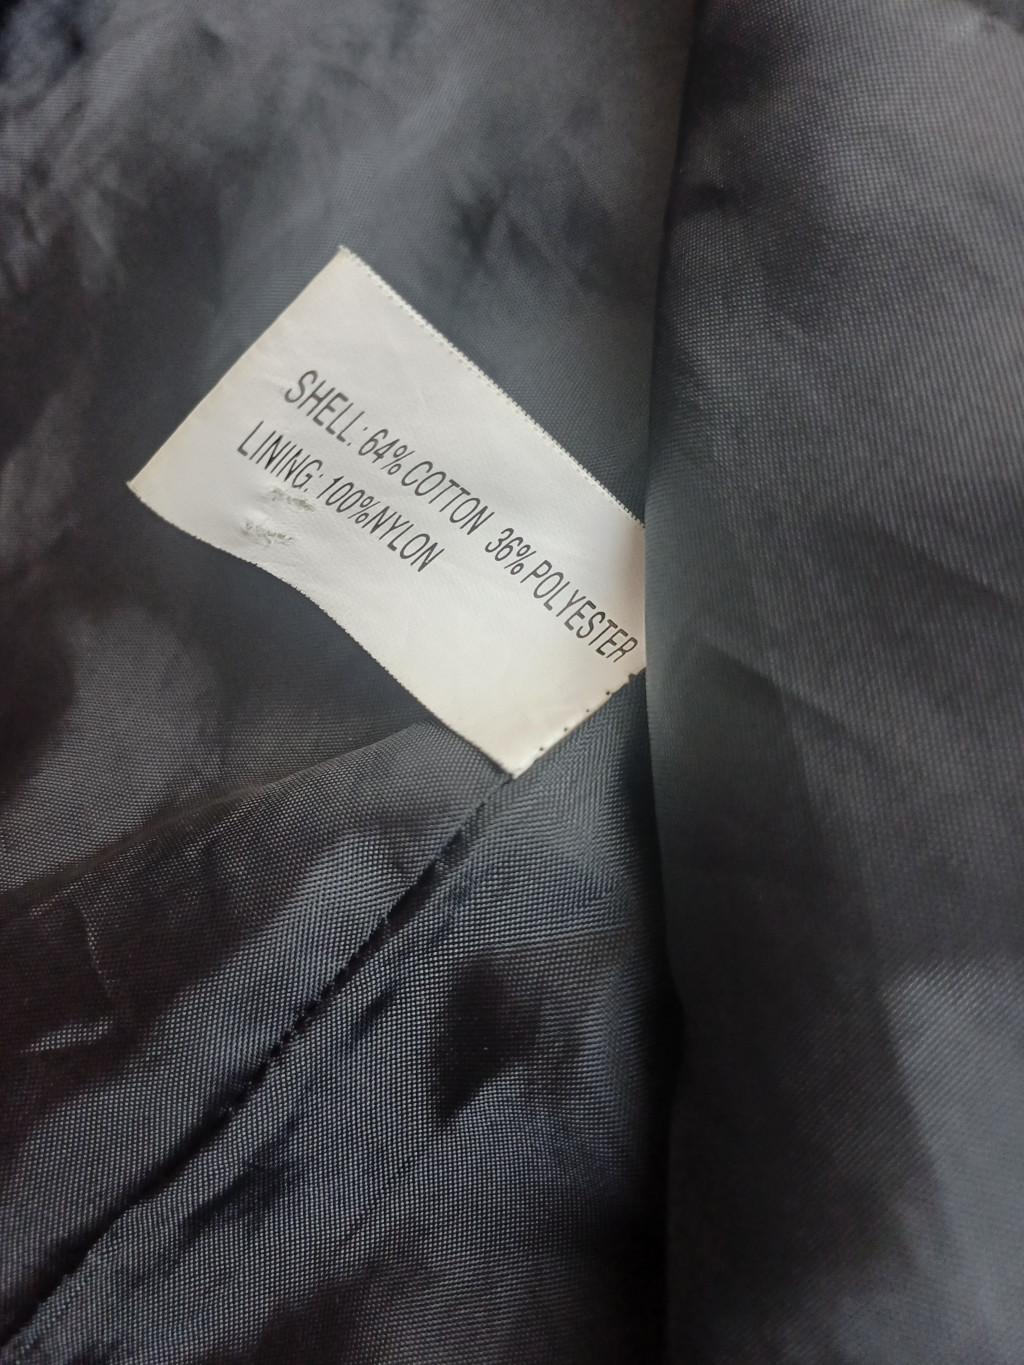 SHELL: 64% COTTON 36% POLYESTER
LINING: 100%NYLON